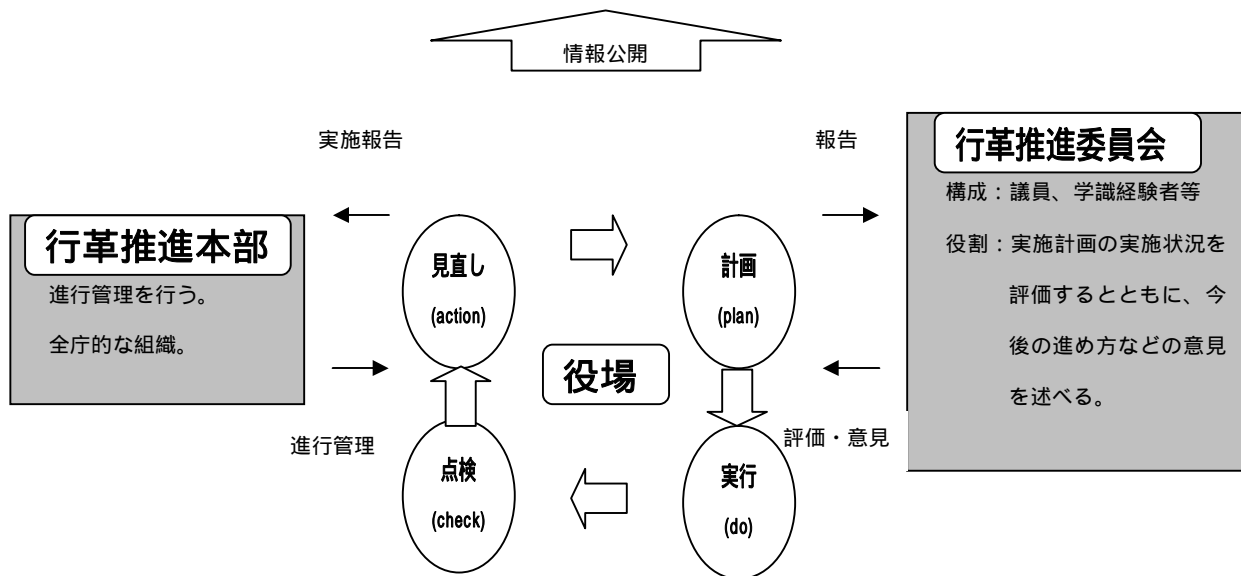 情報公開
実施報告
報告
行革推進委員会
構成：議員、学識経験者等
役割：実施計画の実施状況を
評価するとともに、今
後の進め方などの意見
を述べる。
行革推進本部
進行管理を行う。
全庁的な組織。
見直し
(action)
計画
(plan)
役場
進行管理
評価・意見
点検
(check)
実行
(do)